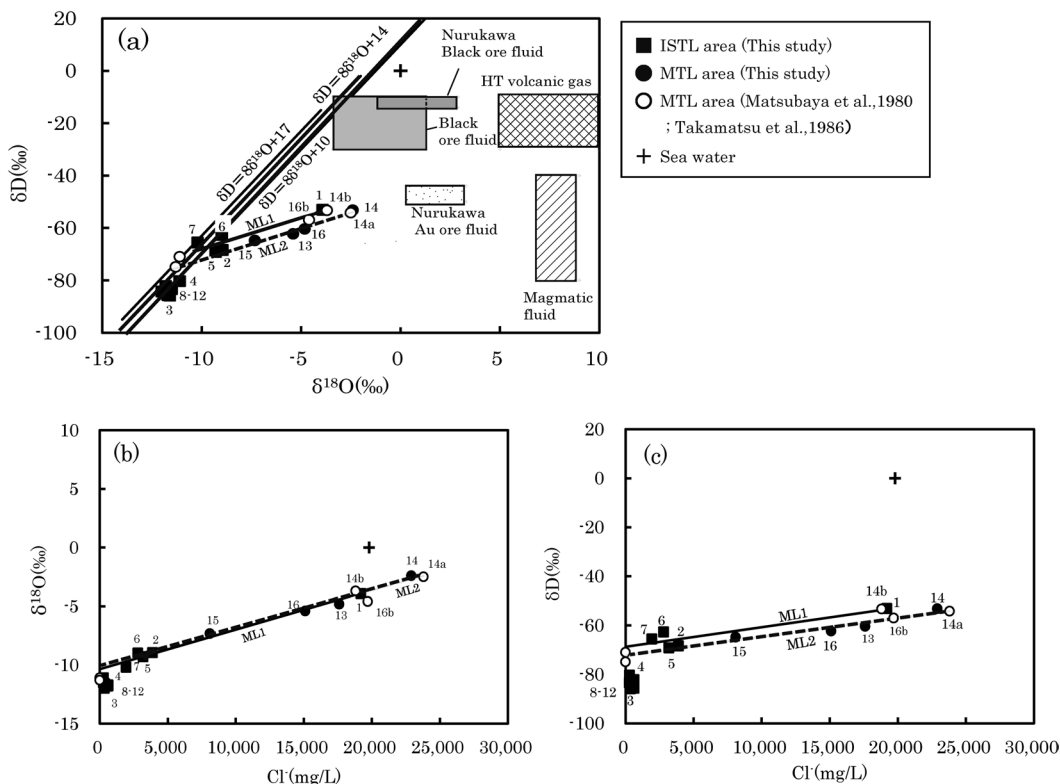 (a)
20
0
-20
-40
-60
-80
-100
δD(‰)
-15
-10
-5
0
5
10
δ¹⁸O(‰)
δD=8δ¹⁸O+14
δD=8δ¹⁸O+17
δD=8δ¹⁸O+10
Nurukawa
Black ore fluid
HT volcanic gas
Black
ore fluid
Nurukawa
Au ore fluid
Magmatic
fluid
ML1
ML2
1
14b
14
16b
14a
16
13
15
7
6
5
2
4
8-12
3
ISTL area (This study)
MTL area (This study)
MTL area (Matsubaya et al.,1980
; Takamatsu et al.,1986)
Sea water
(b)
10
5
0
-5
-10
-15
δ¹⁸O(‰)
0
5,000
10,000
15,000
20,000
25,000
30,000
Cl⁻(mg/L)
14
14a
14b
ML2
1
16b
16
13
ML1
15
6
2
7
5
4
8-12
3
(c)
20
0
-20
-40
-60
-80
-100
δD(‰)
0
5,000
10,000
15,000
20,000
25,000
30,000
Cl⁻(mg/L)
14b
1
14
14a
16b
ML1
ML2
13
16
15
6
7
2
5
4
8-12
3